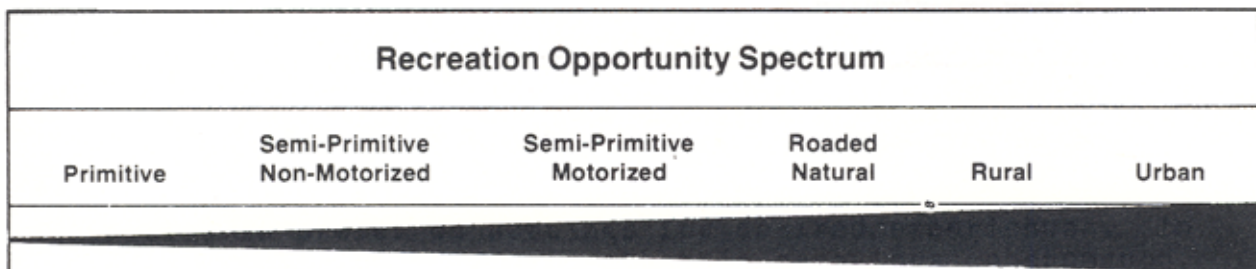 Recreation Opportunity Spectrum
Primitive
Semi-Primitive
Non-Motorized
Semi-Primitive
Motorized
Roaded
Natural
Rural
Urban